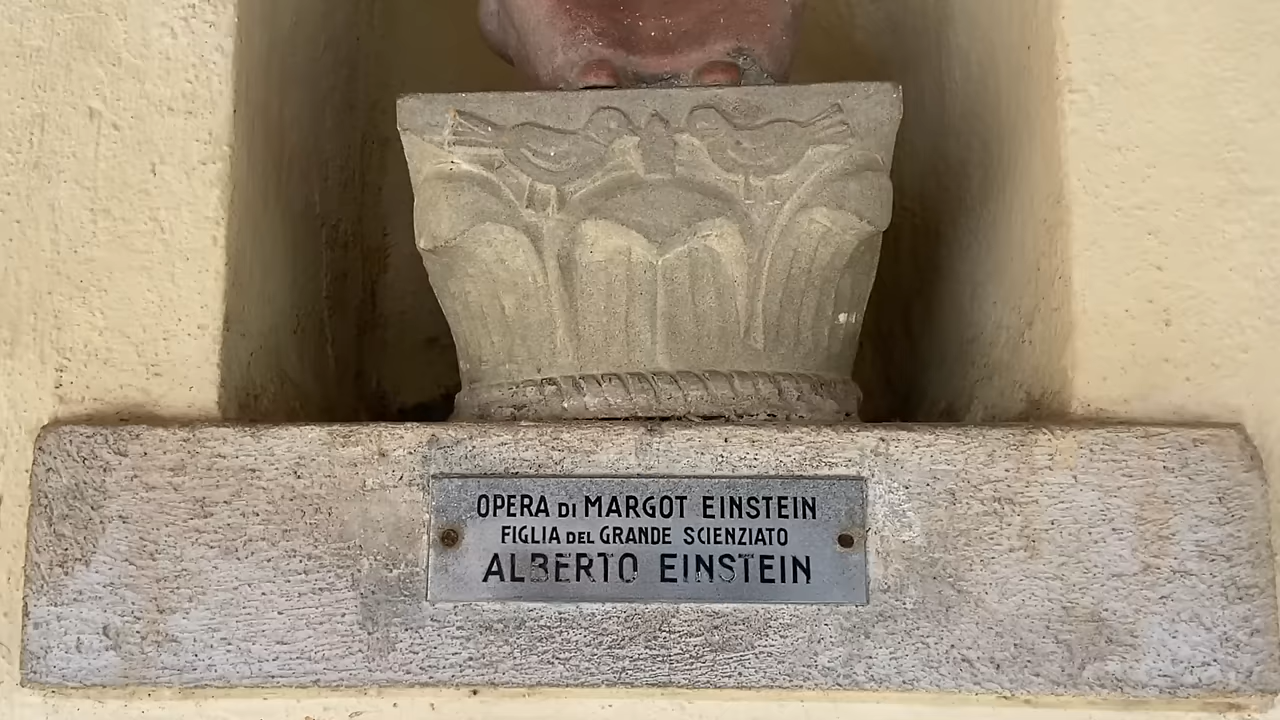 OPERA DI MARGOT EINSTEIN
FIGLIA DEL GRANDE SCIENZIATO
ALBERTO EINSTEIN